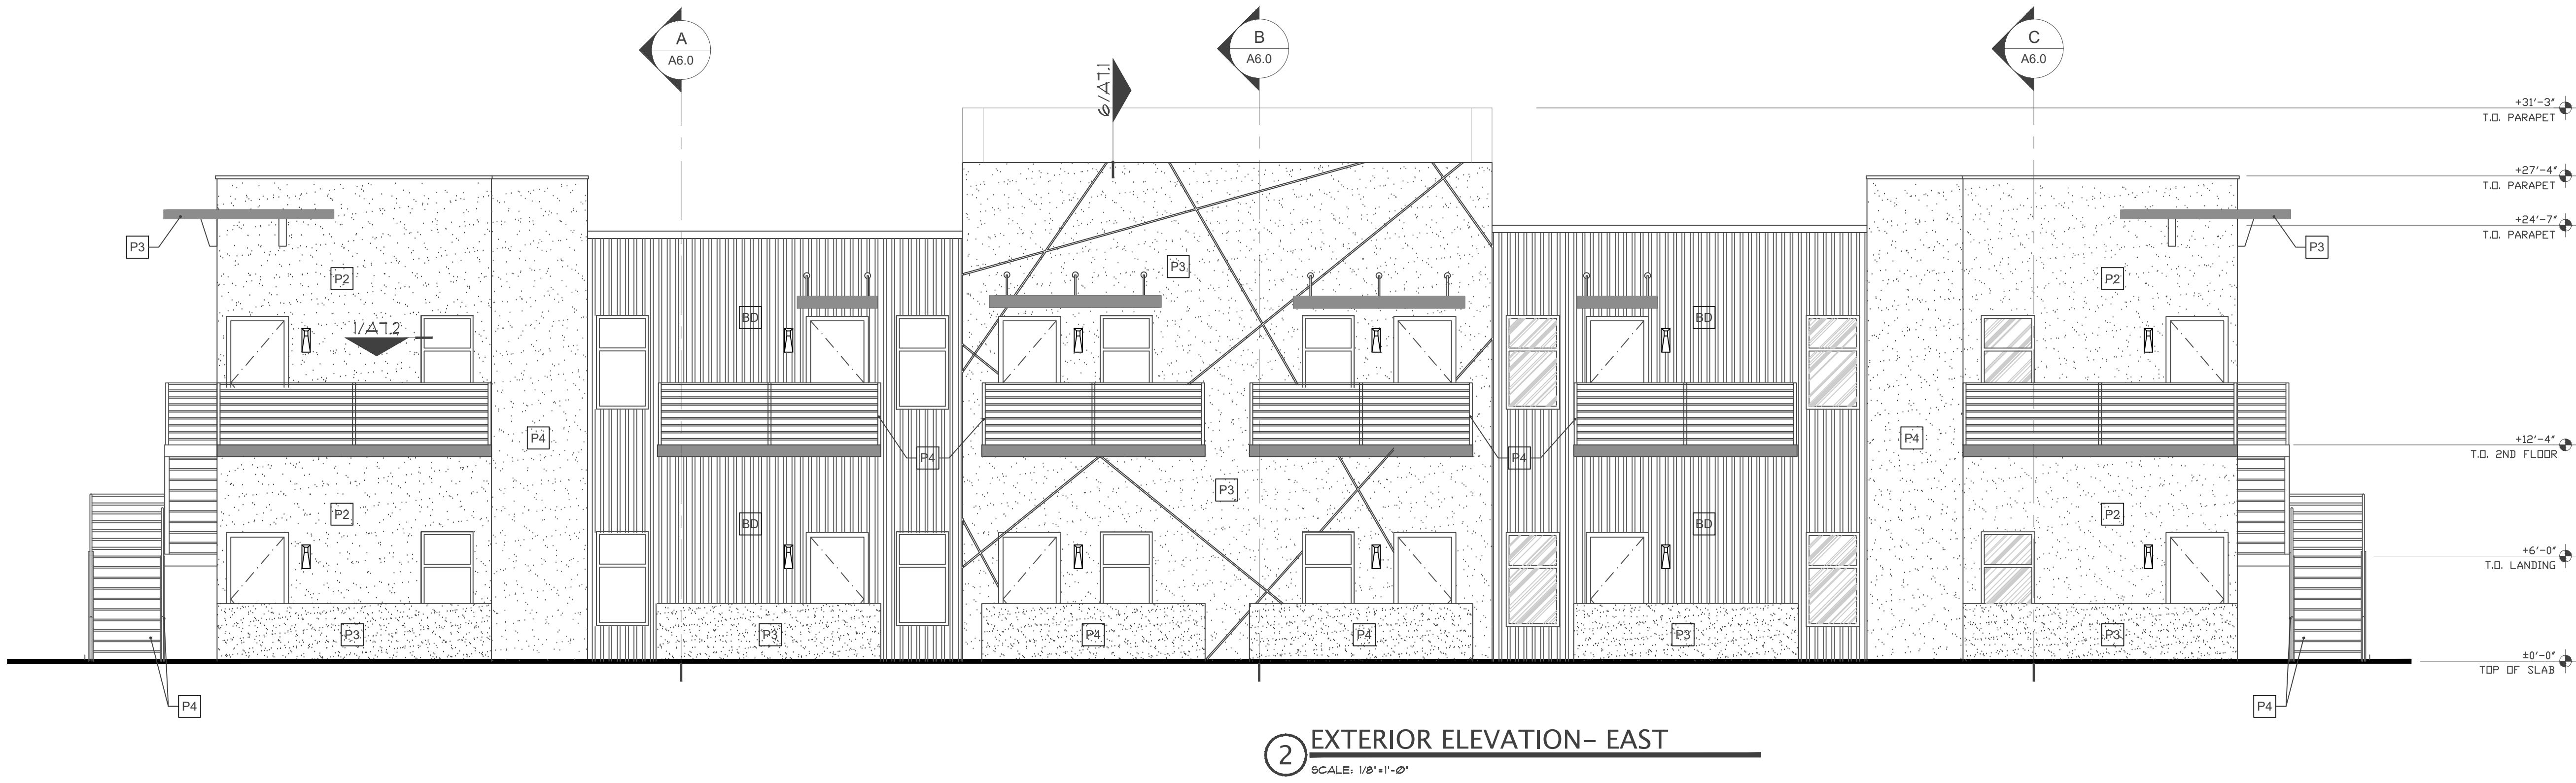 A
A6.0
B
A6.0
C
A6.0
6/A7.1
+31'-3"
T.O. PARAPET
+27'-4"
T.O. PARAPET
+24'-7"
T.O. PARAPET
P3
P3
P3
P2
P2
BD
BD
1/A7.2
P4
P4
P4
P4
+12'-4"
T.O. 2ND FLOOR
P3
P2
P2
BD
BD
+6'-0"
T.O. LANDING
P3
P3
P4
P4
P3
P3
±0'-0"
TOP OF SLAB
P4
P4
2
EXTERIOR ELEVATION- EAST
SCALE: 1/8"=1'-0"